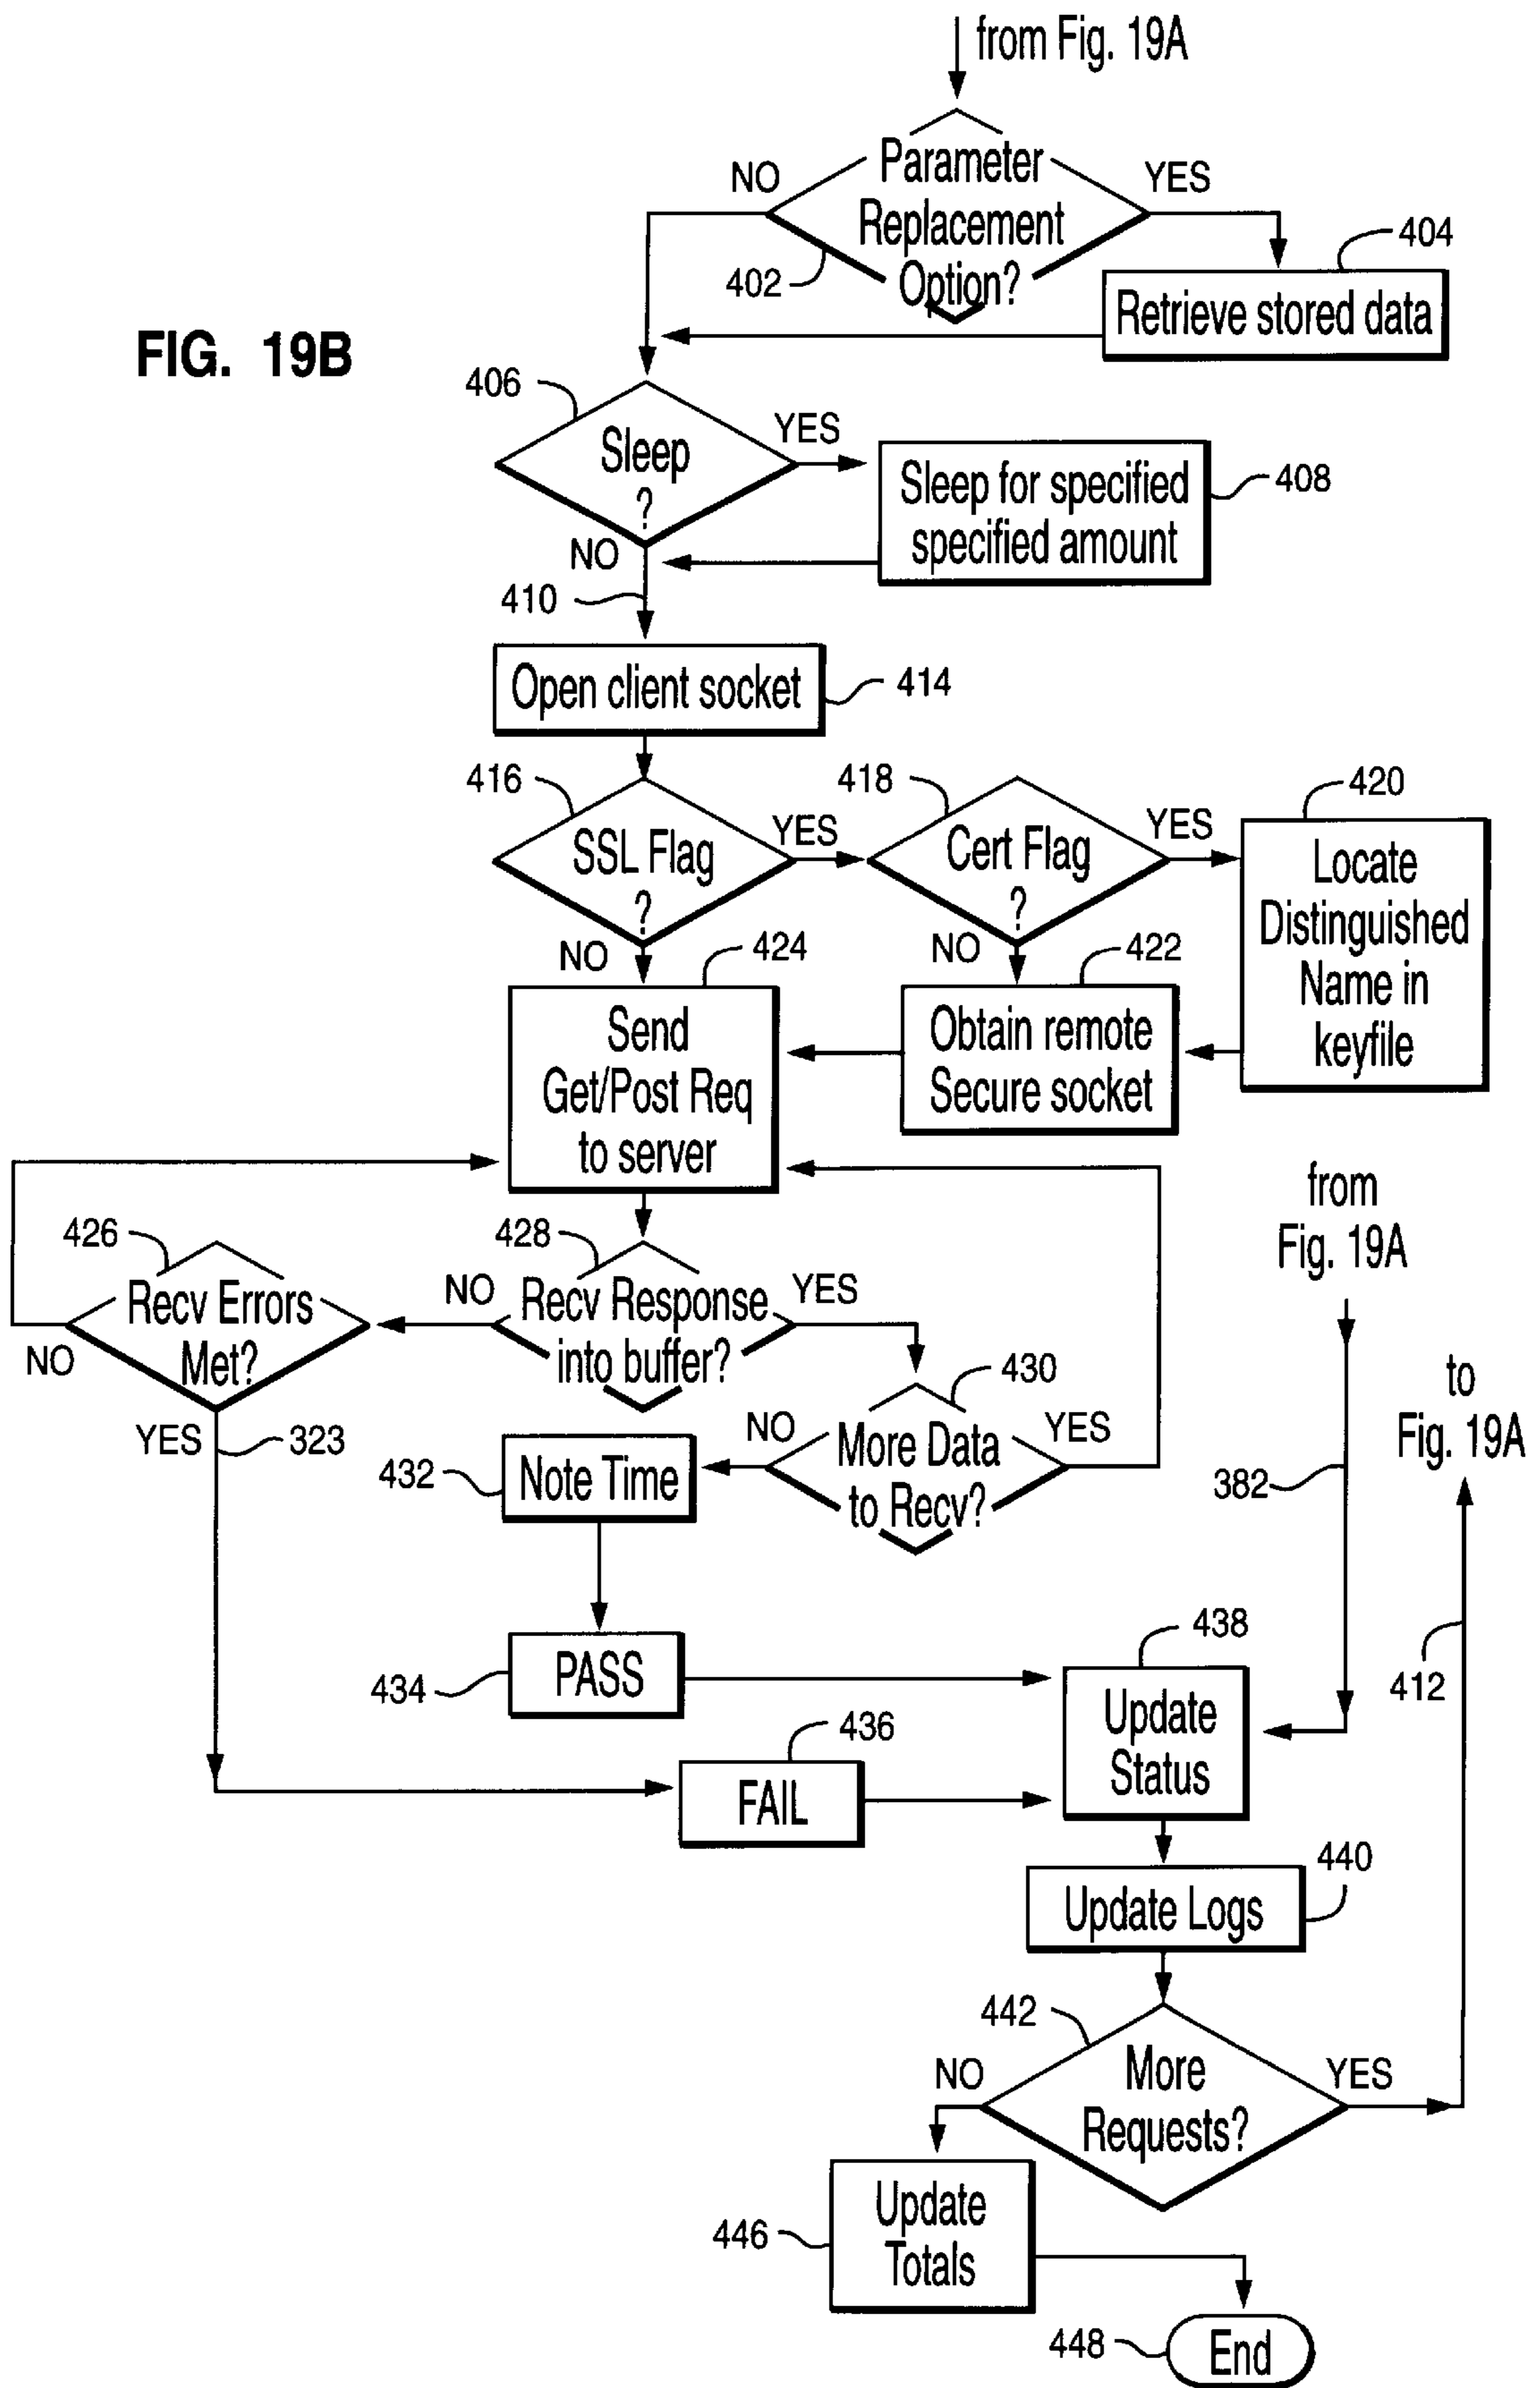 from Fig. 19A
Parameter
Replacement
Option?
NO
YES
402
404
Retrieve stored data
FIG. 19B
406
Sleep
?
YES
NO
Sleep for specified
specified amount
408
410
Open client socket
414
416
SSL Flag
?
YES
NO
418
Cert Flag
?
YES
NO
420
Locate
Distinguished
Name in
keyfile
422
Obtain remote
Secure socket
424
Send
Get/Post Req
to server
426
Recv Errors
Met?
NO
YES
323
428
Recv Response
into buffer?
NO
YES
430
More Data
to Recv?
NO
YES
from
Fig. 19A
382
to
Fig. 19A
412
432
Note Time
434
PASS
436
FAIL
438
Update
Status
440
Update Logs
442
More
Requests?
NO
YES
446
Update
Totals
448
End